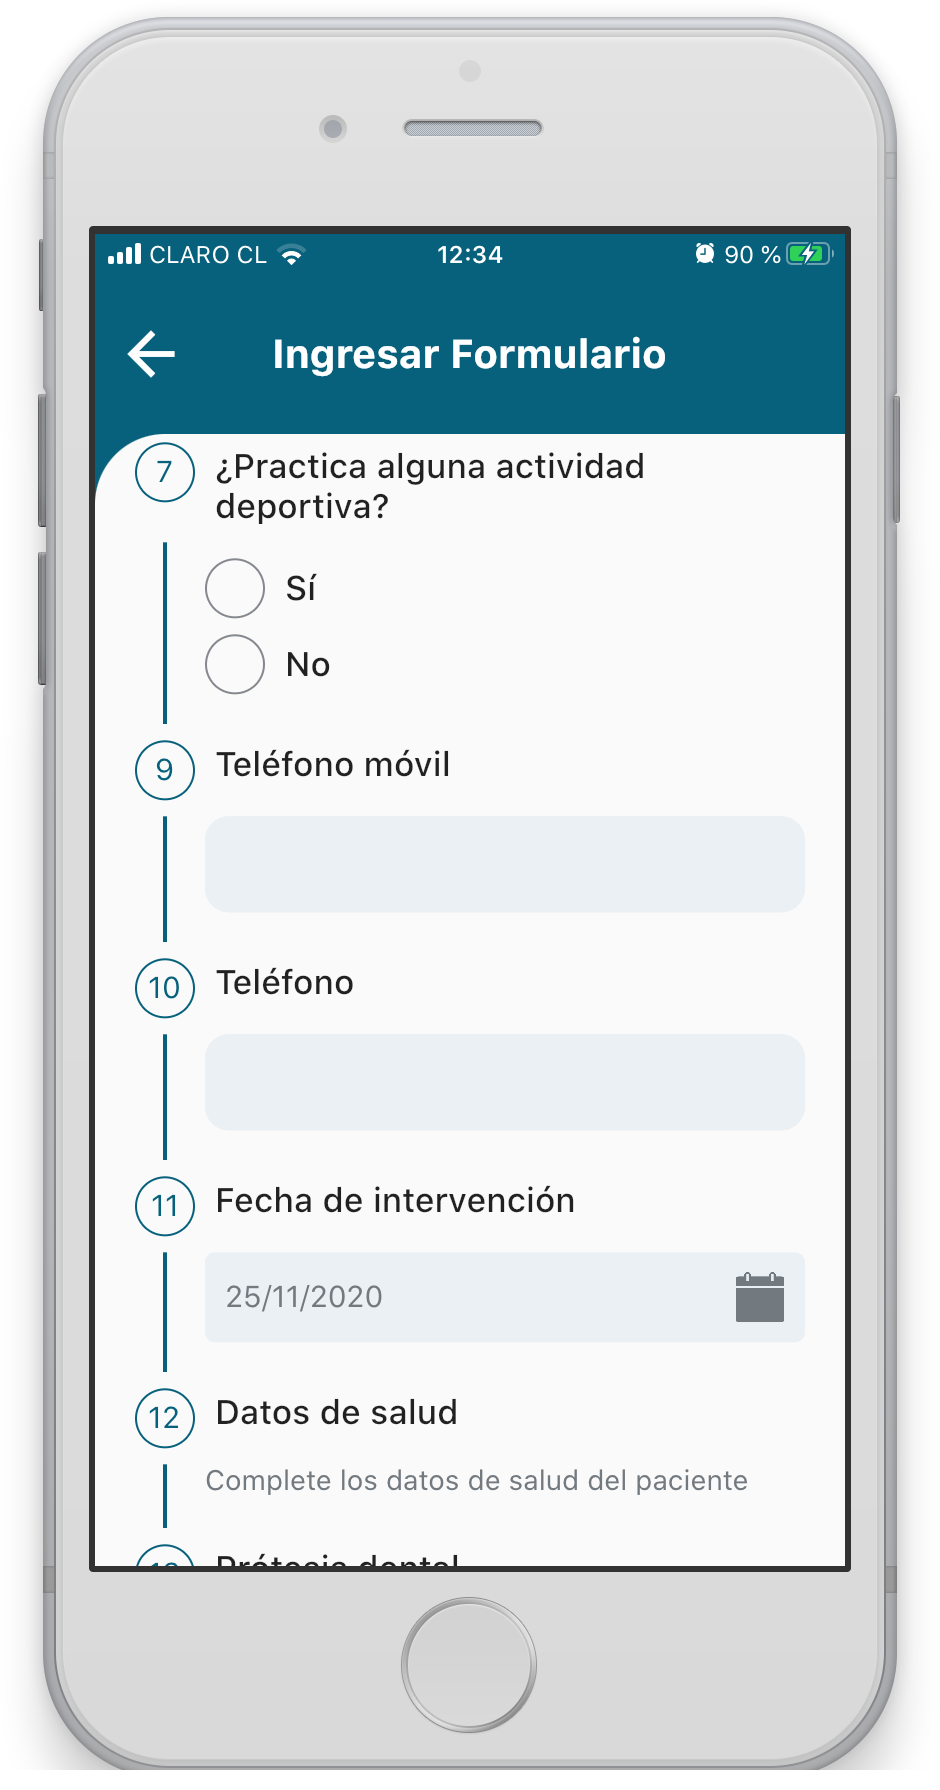 CLARO CL 12:34 90 %
Ingresar Formulario
7 ¿Practica alguna actividad
deportiva?
Sí
No
9 Teléfono móvil
10 Teléfono
11 Fecha de intervención
25/11/2020
12 Datos de salud
Complete los datos de salud del paciente
Prótesis dental